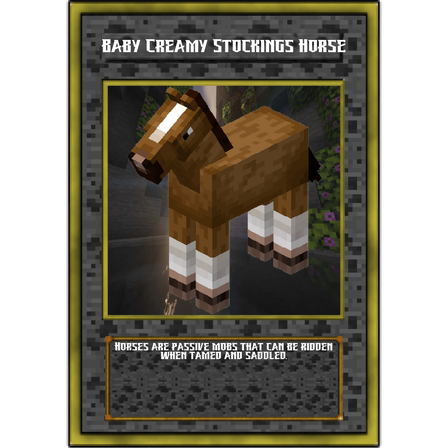 Baby Creamy Stockings Horse
Horses are passive mobs that can be ridden
when tamed and saddled.